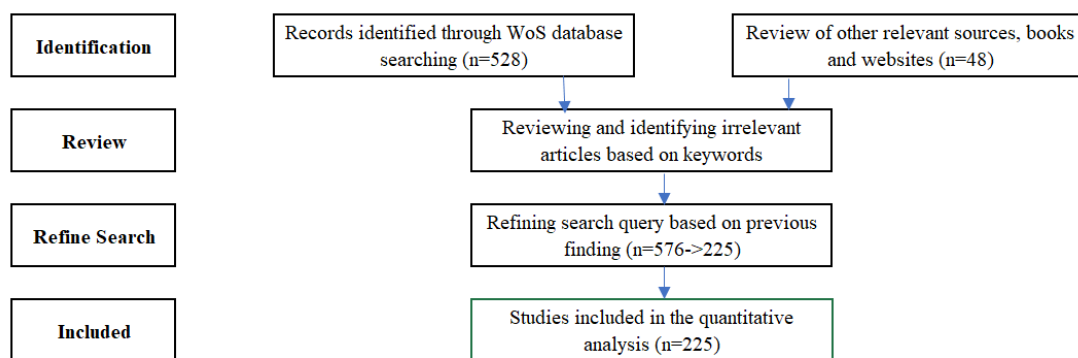 Identification
Records identified through WoS database
searching (n=528)
Review of other relevant sources, books
and websites (n=48)
Review
Reviewing and identifying irrelevant
articles based on keywords
Refine Search
Refining search query based on previous
finding (n=576->225)
Included
Studies included in the quantitative
analysis (n=225)